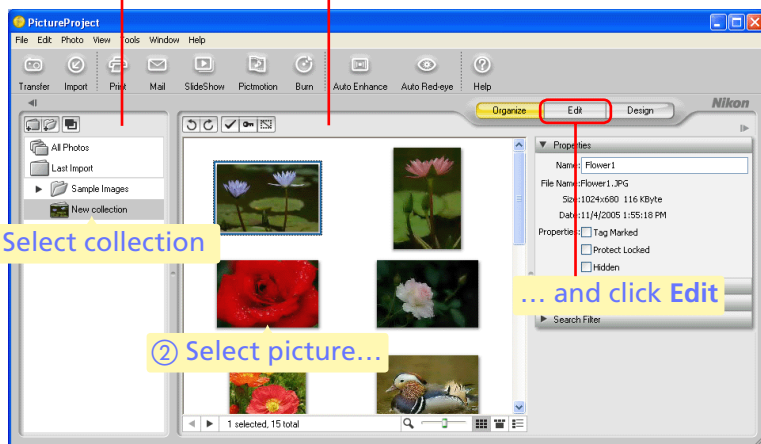 PictureProject
File Edit Photo View Tools Window Help
Transfer Import Print Mail SlideShow Pictmotion Burn Auto Enhance Auto Red-eye Help
Organize Edit Design
Nikon
All Photos
Last Import
Sample Images
New collection
Select collection
② Select picture…
1 selected, 15 total
Properties
Name: Flower1
File Name: Flower1.JPG
Size: 1024x680 116 KByte
Date: 11/4/2005 1:55:18 PM
Properties: Tag Marked
Protect Locked
Hidden
… and click Edit
Search Filter